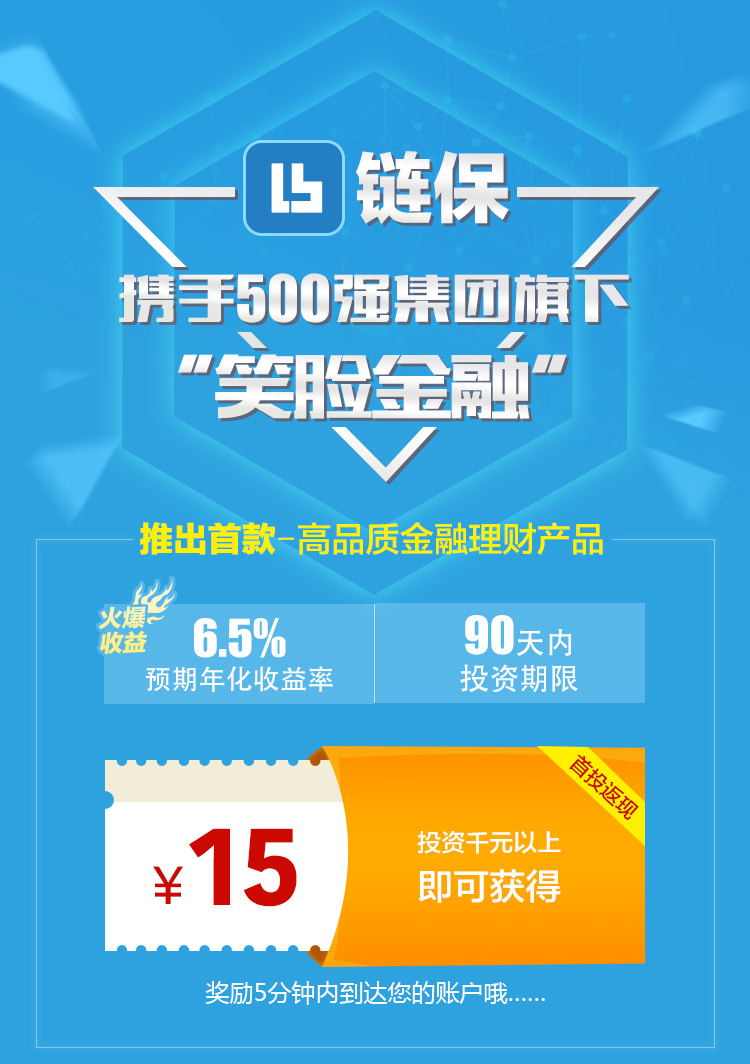 链保
携手500强集团旗下
“笑脸金融“
推出首款-高品质金融理财产品
火爆
收益
6.5%
预期年化收益率
90天内
投资期限
首投返现
¥15
投资千元以上
即可获得
奖励5分钟内到达您的账户哦......